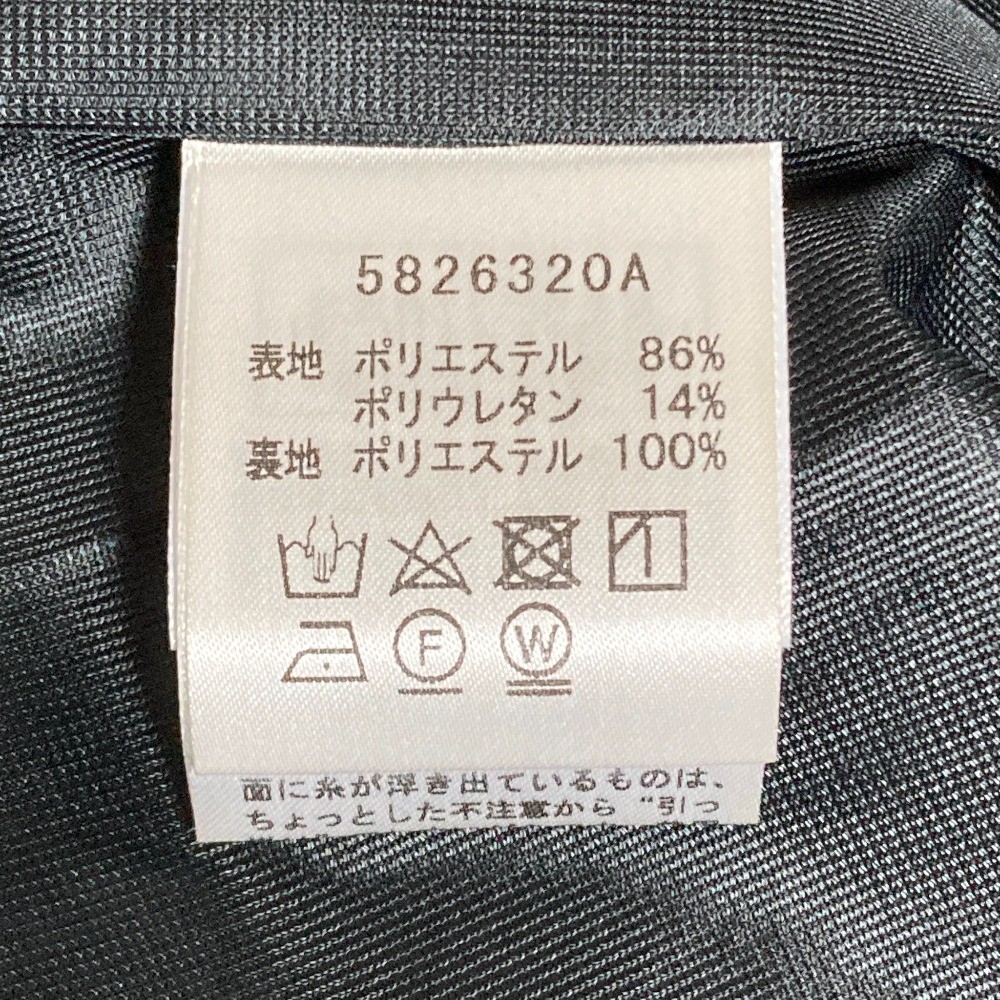 5826320A
表地 ポリエステル 86%
ポリウレタン 14%
裏地 ポリエステル 100%
F W
面に糸が浮き出ているものは、
ちょっとした不注意から “引っ